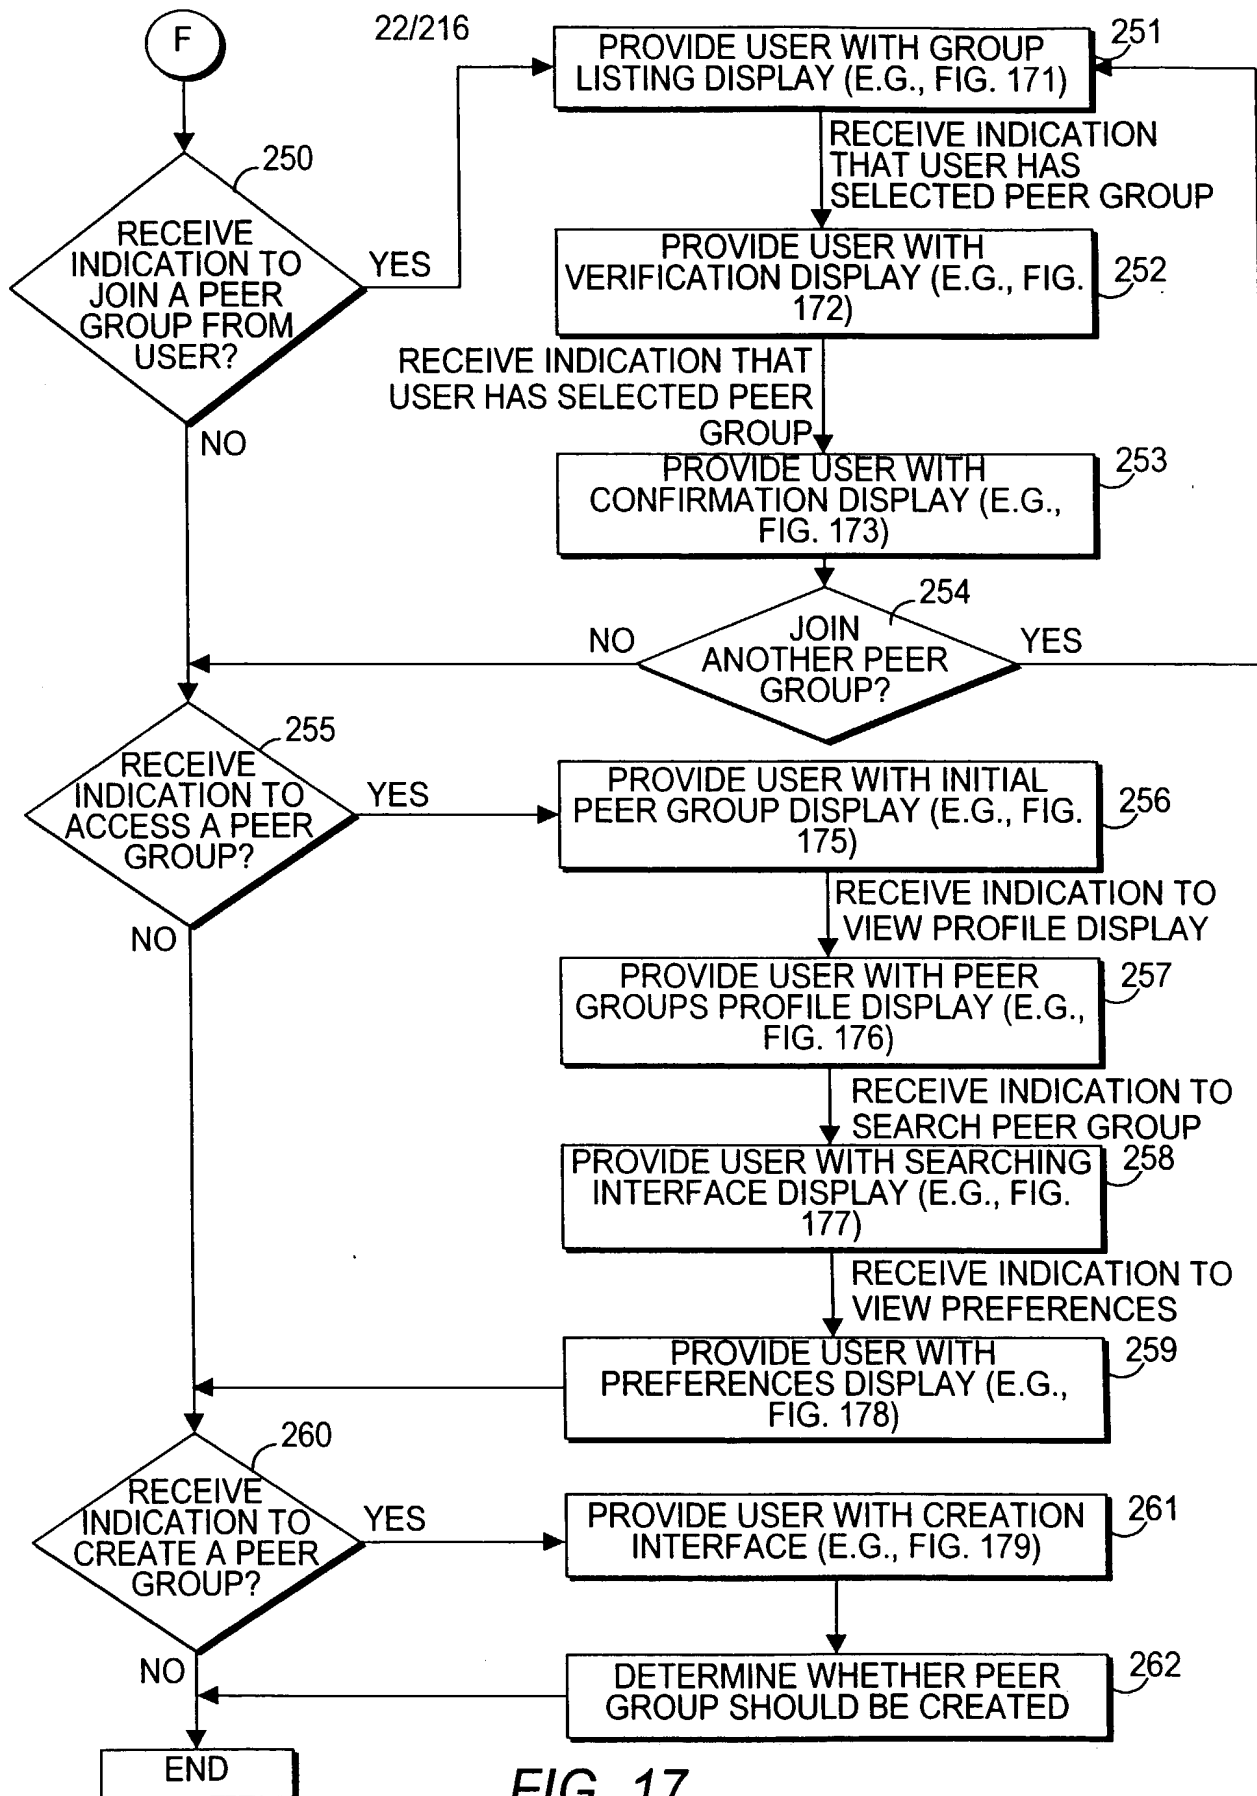 F
22/216
PROVIDE USER WITH GROUP
LISTING DISPLAY (E.G., FIG. 171)
251
RECEIVE INDICATION
THAT USER HAS
SELECTED PEER GROUP
250
RECEIVE
INDICATION TO
JOIN A PEER
GROUP FROM
USER?
YES
NO
PROVIDE USER WITH
VERIFICATION DISPLAY (E.G., FIG.
172)
252
RECEIVE INDICATION THAT
USER HAS SELECTED PEER
GROUP
PROVIDE USER WITH
CONFIRMATION DISPLAY (E.G.,
FIG. 173)
253
254
JOIN
ANOTHER PEER
GROUP?
NO
YES
255
RECEIVE
INDICATION TO
ACCESS A PEER
GROUP?
YES
NO
PROVIDE USER WITH INITIAL
PEER GROUP DISPLAY (E.G., FIG.
175)
256
RECEIVE INDICATION TO
VIEW PROFILE DISPLAY
PROVIDE USER WITH PEER
GROUPS PROFILE DISPLAY (E.G.,
FIG. 176)
257
RECEIVE INDICATION TO
SEARCH PEER GROUP
PROVIDE USER WITH SEARCHING
INTERFACE DISPLAY (E.G., FIG.
177)
258
RECEIVE INDICATION TO
VIEW PREFERENCES
PROVIDE USER WITH
PREFERENCES DISPLAY (E.G.,
FIG. 178)
259
260
RECEIVE
INDICATION TO
CREATE A PEER
GROUP?
YES
NO
PROVIDE USER WITH CREATION
INTERFACE (E.G., FIG. 179)
261
DETERMINE WHETHER PEER
GROUP SHOULD BE CREATED
262
END
FIG. 17